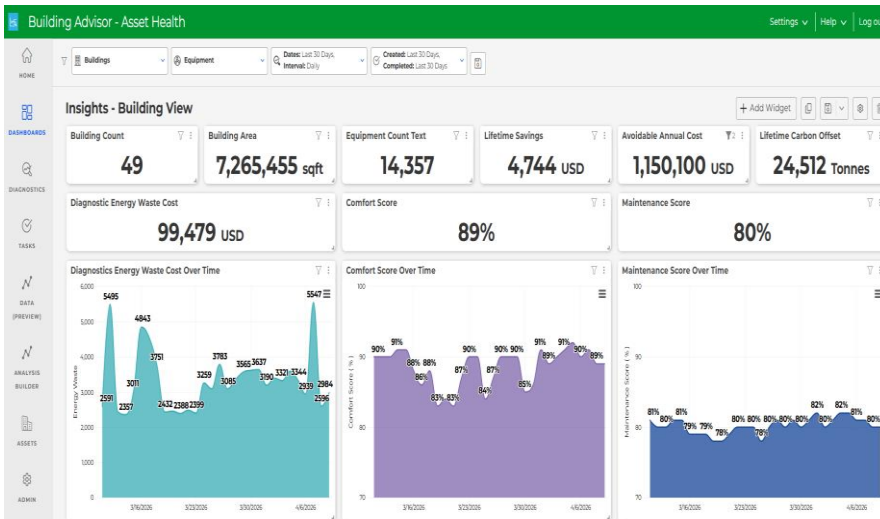 Building Advisor - Asset Health
Settings Help Log ou
HOME
DASHBOARDS
DIAGNOSTICS
TASKS
DATA
(PREVIEW)
ANALYSIS
BUILDER
ASSETS
ADMIN
Buildings
Equipment
Dates: Last 30 Days,
Interval: Daily
Created: Last 30 Days,
Completed: Last 30 Days
Insights - Building View
+ Add Widget
Building Count
49
Building Area
7,265,455 sqft
Equipment Count Text
14,357
Lifetime Savings
4,744 USD
Avoidable Annual Cost
2
1,150,100 USD
Lifetime Carbon Offset
24,512 Tonnes
Diagnostic Energy Waste Cost
99,479 USD
Comfort Score
89%
Maintenance Score
80%
Diagnostics Energy Waste Cost Over Time
Energy Waste
6,000
5,000
4,000
3,000
2,000
1,000
0
2591 5495 2357 3011 4843 3751 2432 2388 2399 3259 3783 3085 3565 3637 3190 3321 3344 2939 5547 2596 2984
3/16/2026 3/23/2026 3/30/2026 4/6/2026
Comfort Score Over Time
Comfort Score ( % )
100
90
80
70
90% 91% 88% 86% 88% 83% 83% 87% 90% 84% 87% 90% 90% 85% 91% 89% 91% 90% 89%
3/16/2026 3/23/2026 3/30/2026 4/6/2026
Maintenance Score Over Time
Maintenance Score ( % )
100
90
80
70
81% 80% 81% 79% 79% 78% 80% 80% 78% 80% 80% 80% 80% 82% 80% 82% 81% 80%
3/16/2026 3/23/2026 3/30/2026 4/6/2026